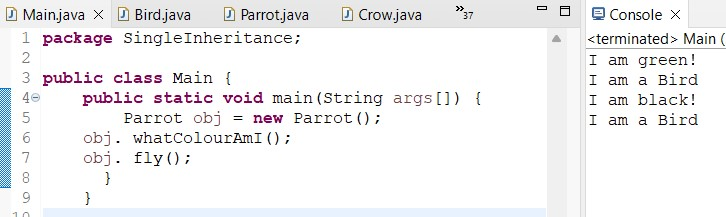 Main.java
Bird.java
Parrot.java
Crow.java
»37
1 package SingleInheritance;
2
3 public class Main {
4 public static void main(String args[]) {
5 Parrot obj = new Parrot();
6 obj. whatColourAmI();
7 obj. fly();
8 }
9 }
10
Console
<terminated> Main (
I am green!
I am a Bird
I am black!
I am a Bird